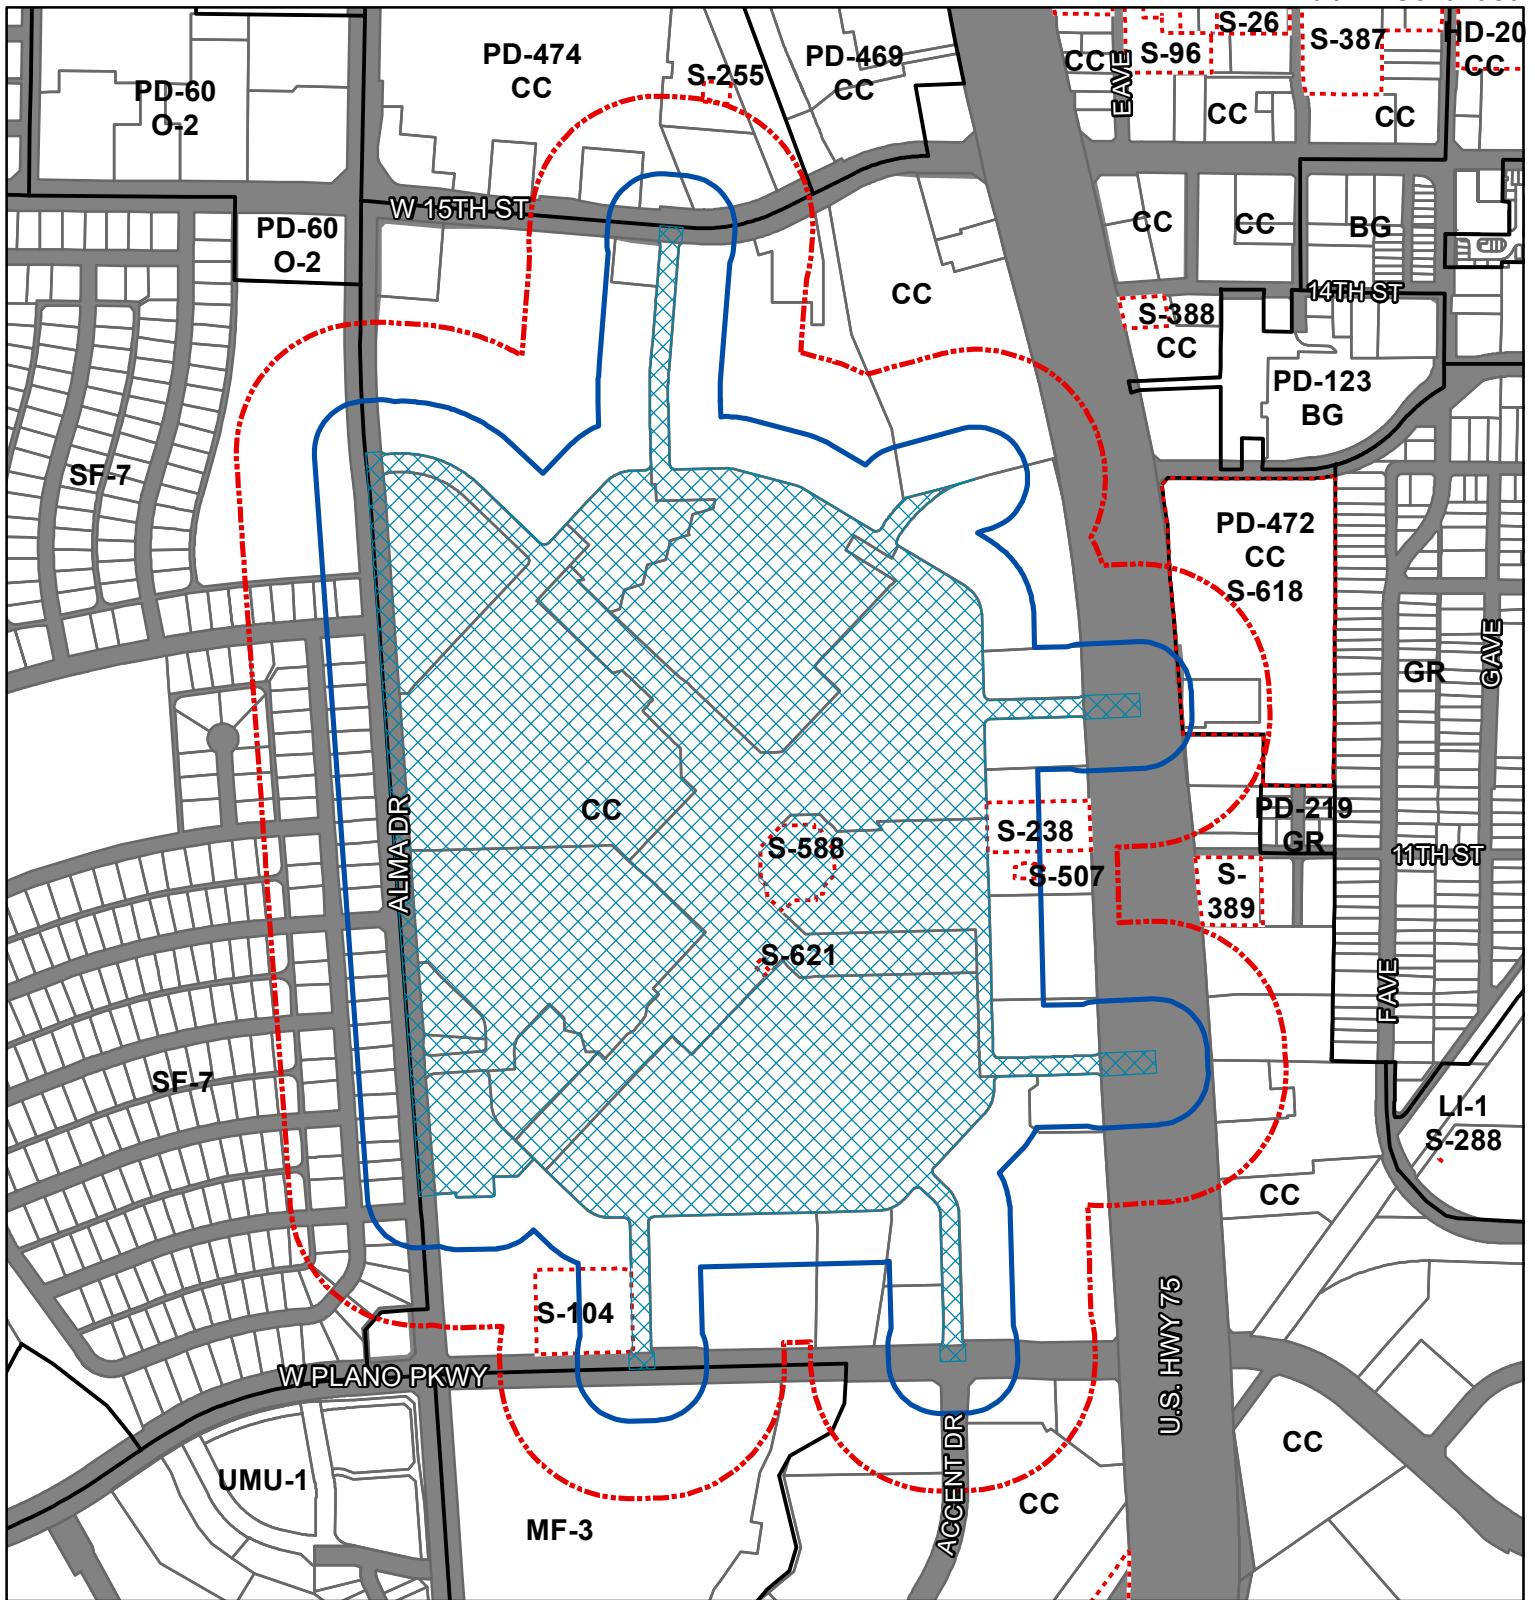 S-26
HD-20
CC
S-387
PD-474
CC
PD-469
CC
CC
S-96
E AVE
S-255
PD-60
O-2
CC
CC
W 15TH ST
PD-60
O-2
CC
CC
BG
CC
14TH ST
S-388
CC
PD-123
BG
SF-7
PD-472
CC
S-618
GR
G AVE
CC
ALMA DR
S-588
S-238
S-507
PD-219
GR
11TH ST
S-
389
S-621
F AVE
SF-7
LI-1
S-288
CC
S-104
U.S. HWY 75
W PLANO PKWY
UMU-1
MF-3
ACCENT DR
CC
CC